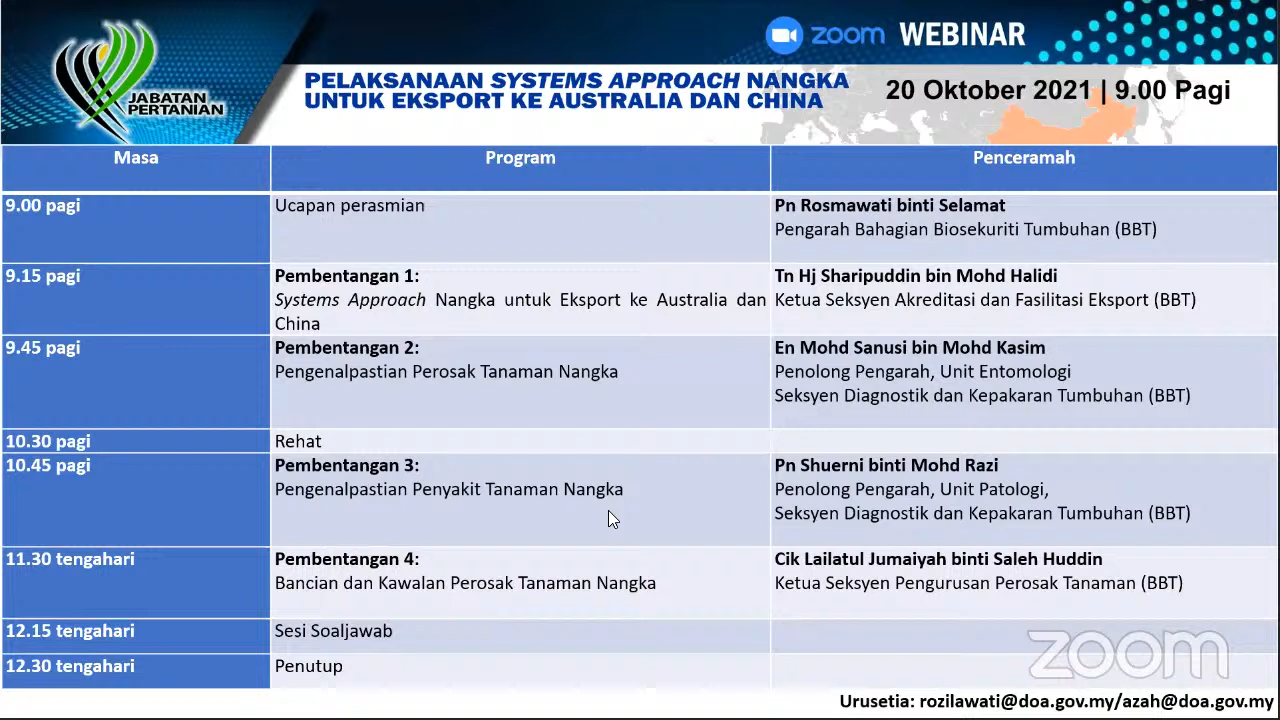 zoom WEBINAR
JABATAN
PERTANIAN
PELAKSANAAN SYSTEMS APPROACH NANGKA
UNTUK EKSPORT KE AUSTRALIA DAN CHINA
20 Oktober 2021 | 9.00 Pagi
Masa Program Penceramah
9.00 pagi Ucapan perasmian Pn Rosmawati binti Selamat
Pengarah Bahagian Biosekuriti Tumbuhan (BBT)
9.15 pagi Pembentangan 1: Tn Hj Sharipuddin bin Mohd Halidi
Systems Approach Nangka untuk Eksport ke Australia dan Ketua Seksyen Akreditasi dan Fasilitasi Eksport (BBT)
China
9.45 pagi Pembentangan 2: En Mohd Sanusi bin Mohd Kasim
Pengenalpastian Perosak Tanaman Nangka Penolong Pengarah, Unit Entomologi
Seksyen Diagnostik dan Kepakaran Tumbuhan (BBT)
10.30 pagi Rehat
10.45 pagi Pembentangan 3: Pn Shuerni binti Mohd Razi
Pengenalpastian Penyakit Tanaman Nangka Penolong Pengarah, Unit Patologi,
Seksyen Diagnostik dan Kepakaran Tumbuhan (BBT)
11.30 tengahari Pembentangan 4: Cik Lailatul Jumaiyah binti Saleh Huddin
Bancian dan Kawalan Perosak Tanaman Nangka Ketua Seksyen Pengurusan Perosak Tanaman (BBT)
12.15 tengahari Sesi Soaljawab
12.30 tengahari Penutup
zoom
Urusetia: rozilawati@doa.gov.my/azah@doa.gov.my